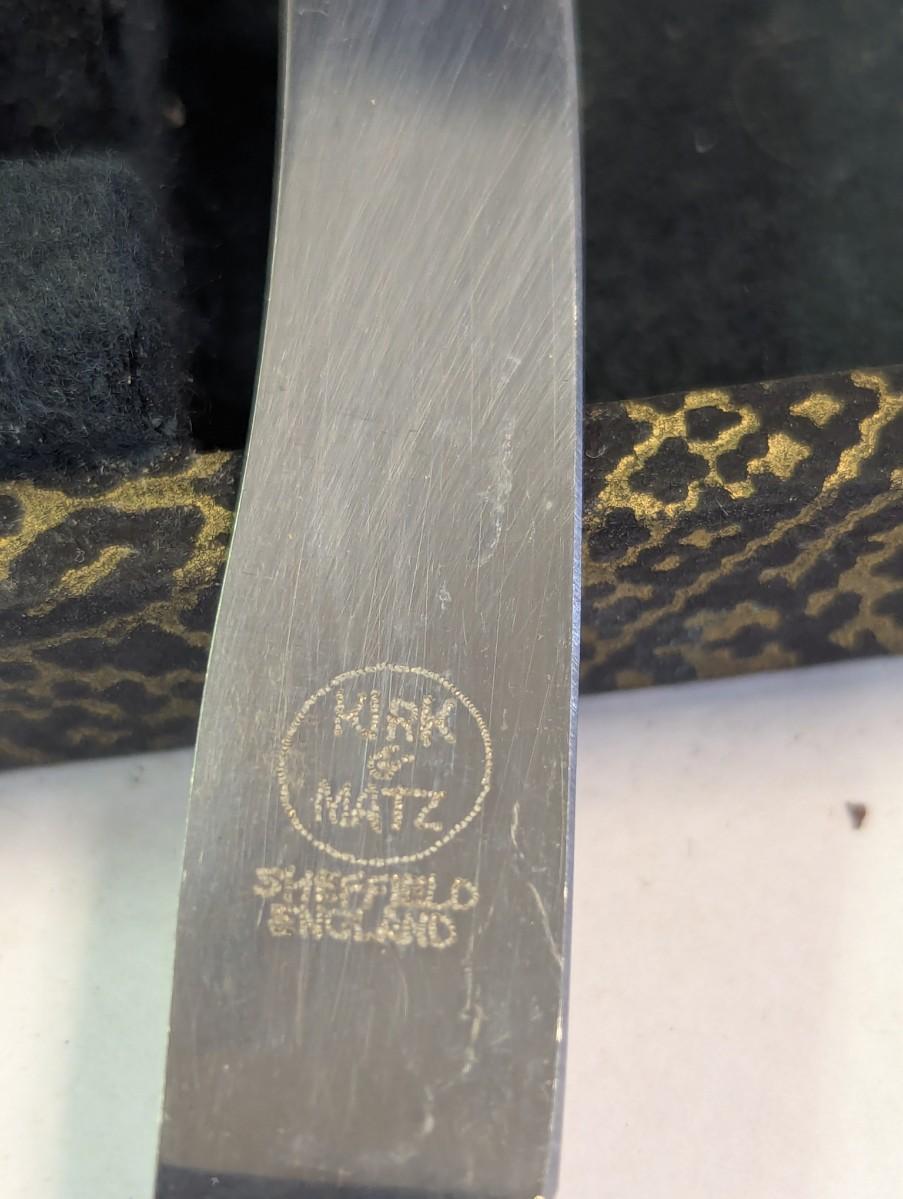 KIRK
&
MATZ
SHEFFIELD
ENGLAND